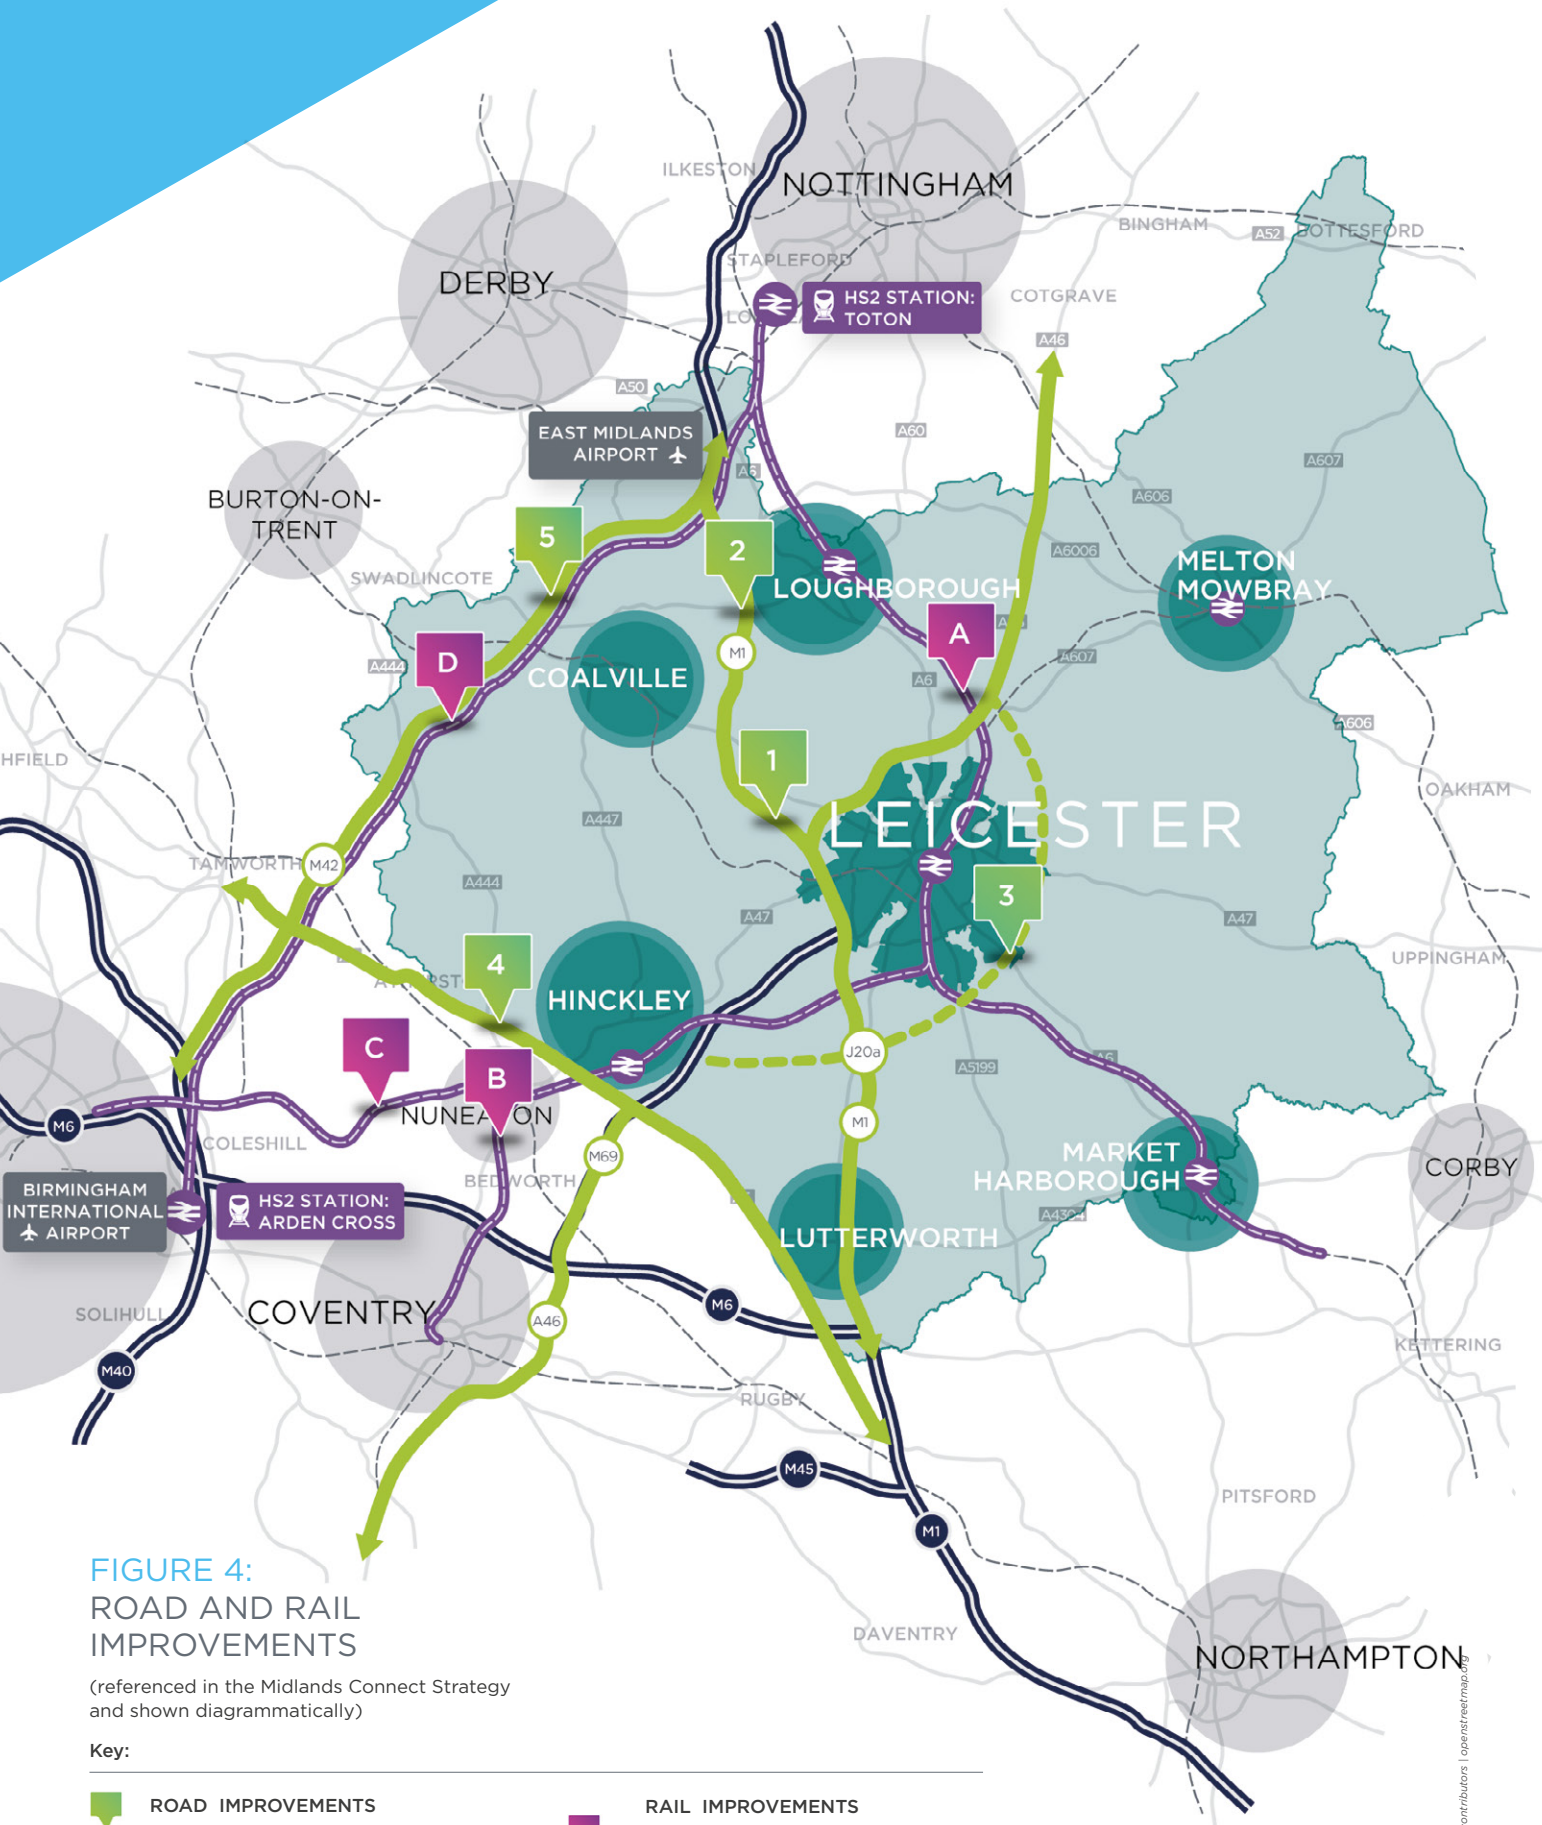 ILKESTON
NOTTINGHAM
BINGHAM
A52
BOTTESFORD
DERBY
STAPLEFORD
HS2 STATION:
TOTON
COTGRAVE
A46
A50
EAST MIDLANDS
AIRPORT
A60
A6
A607
A606
BURTON-ON-
TRENT
5
2
A6006
SWADLINCOTE
LOUGHBOROUGH
MELTON
MOWBRAY
A
A607
D
A444
M1
COALVILLE
A6
A606
1
HFIELD
OAKHAM
A447
LEICESTER
TAMWORTH
M42
A444
3
A47
A47
4
UPPINGHAM
HINCKLEY
C
J20a
A5199
A6
B
NUNEATON
M6
M1
COLESHILL
M69
MARKET
HARBOROUGH
CORBY
BEDWORTH
BIRMINGHAM
INTERNATIONAL
AIRPORT
HS2 STATION:
ARDEN CROSS
A4304
LUTTERWORTH
SOLIHULL
COVENTRY
M6
A46
KETTERING
M40
RUGBY
M45
PITSFORD
M1
DAVENTRY
NORTHAMPTON
FIGURE 4:
ROAD AND RAIL
IMPROVEMENTS
(referenced in the Midlands Connect Strategy
and shown diagrammatically)
Key:
ROAD IMPROVEMENTS
RAIL IMPROVEMENTS
ontributors | openstreetmap.org